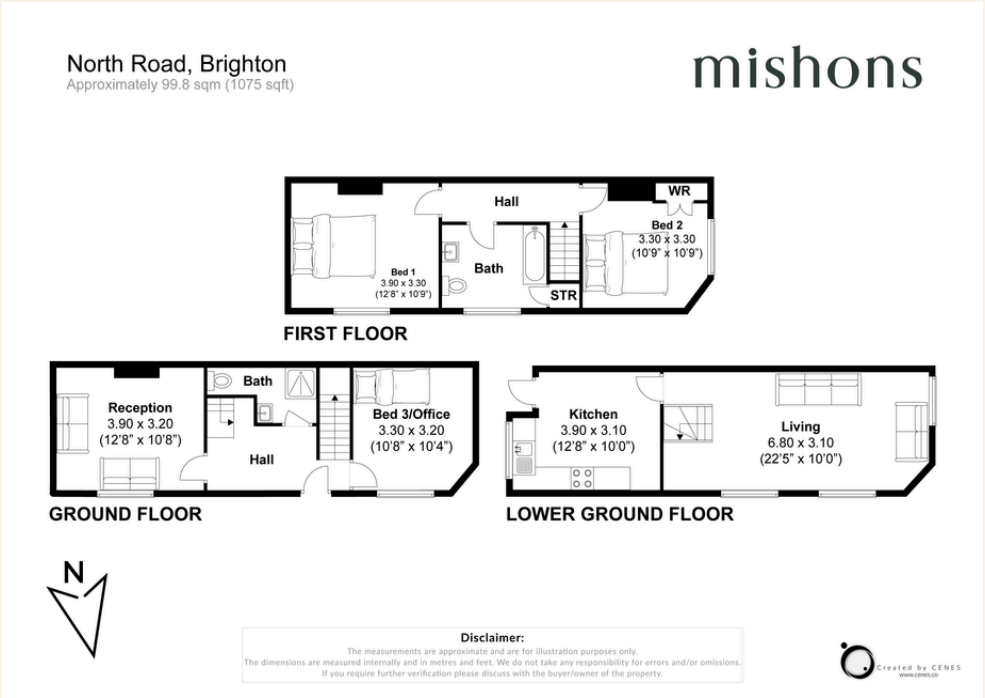 North Road, Brighton
Approximately 99.8 sqm (1075 sqft)
mishons
Hall
WR
Bed 2
3.30 x 3.30
(10'9" x 10'9")
Bed 1
3.90 x 3.30
(12'8" x 10'9")
Bath
STR
FIRST FLOOR
Reception
3.90 x 3.20
(12'8" x 10'8")
Bath
Hall
Bed 3/Office
3.30 x 3.20
(10'8" x 10'4")
GROUND FLOOR
Kitchen
3.90 x 3.10
(12'8" x 10'0")
Living
6.80 x 3.10
(22'5" x 10'0")
LOWER GROUND FLOOR
N
Disclaimer:
The measurements are approximate and are for illustration purposes only.
The dimensions are measured internally and in metres and feet. We do not take any responsibility for errors and/or omissions.
If you require further verification please discuss with the buyer/owner of the property.
Created by CENES
www.cenes.co